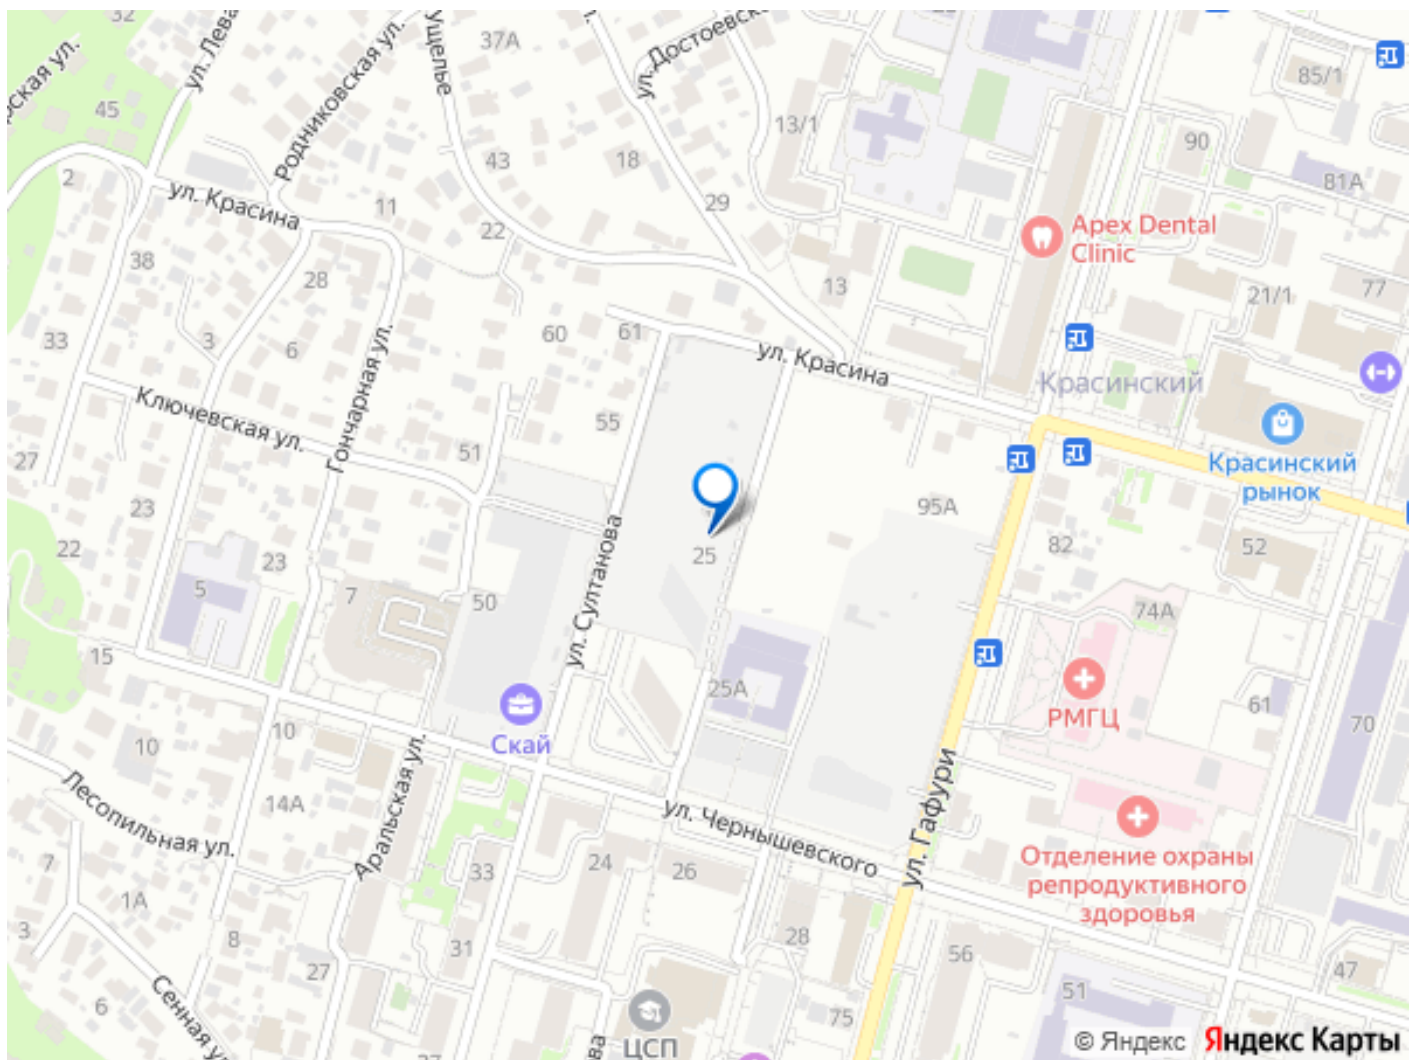 32
ул. Лева
Родниковская ул.
Ущелье
37А
ул. Достоевск
85/1
рская ул.
45
13/1
90
43
18
81А
2
ул. Красина
11
29
22
Apex Dental
Clinic
38
28
13
21/1
77
33
3
6
60
61
ул. Красина
Красинский
Гончарная ул.
Ключевская ул.
55
51
Красинский
рынок
27
23
95А
22
23
25
82
52
5
7
50
ул. Султанова
74А
15
25А
РМГЦ
61
70
10
10
Скай
14А
Лесопильная ул.
Аральская ул.
ул. Чернышевского
ул. Гафури
7
1А
33
24
26
Отделение охраны
репродуктивного
здоровья
3
8
31
28
56
27
47
6
Сенная ул.
51
75
ЦСП
ва
© Яндекс Яндекс Карты